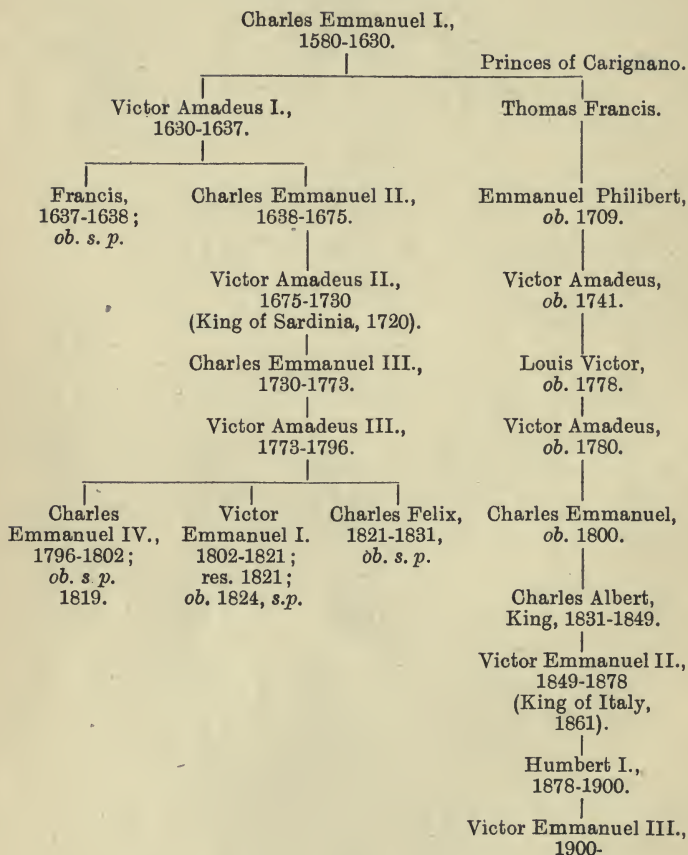 Charles Emmanuel I.,
1580-1630.
Princes of Carignano.
Victor Amadeus I.,
1630-1637.
Thomas Francis.
Francis,
1637-1638;
ob. s. p.
Charles Emmanuel II.,
1638-1675.
Emmanuel Philibert,
ob. 1709.
Victor Amadeus II.,
1675-1730
(King of Sardinia, 1720).
Victor Amadeus,
ob. 1741.
Charles Emmanuel III.,
1730-1773.
Louis Victor,
ob. 1778.
Victor Amadeus III.,
1773-1796.
Victor Amadeus,
ob. 1780.
Charles
Emmanuel IV.,
1796-1802;
ob. s p.
1819.
Victor
Emmanuel I.
1802-1821;
res. 1821;
ob. 1824, s.p.
Charles Felix,
1821-1831,
ob. s. p.
Charles Emmanuel,
ob. 1800.
Charles Albert,
King, 1831-1849.
Victor Emmanuel II.,
1849-1878
(King of Italy,
1861).
Humbert I.,
1878-1900.
Victor Emmanuel III.,
1900-